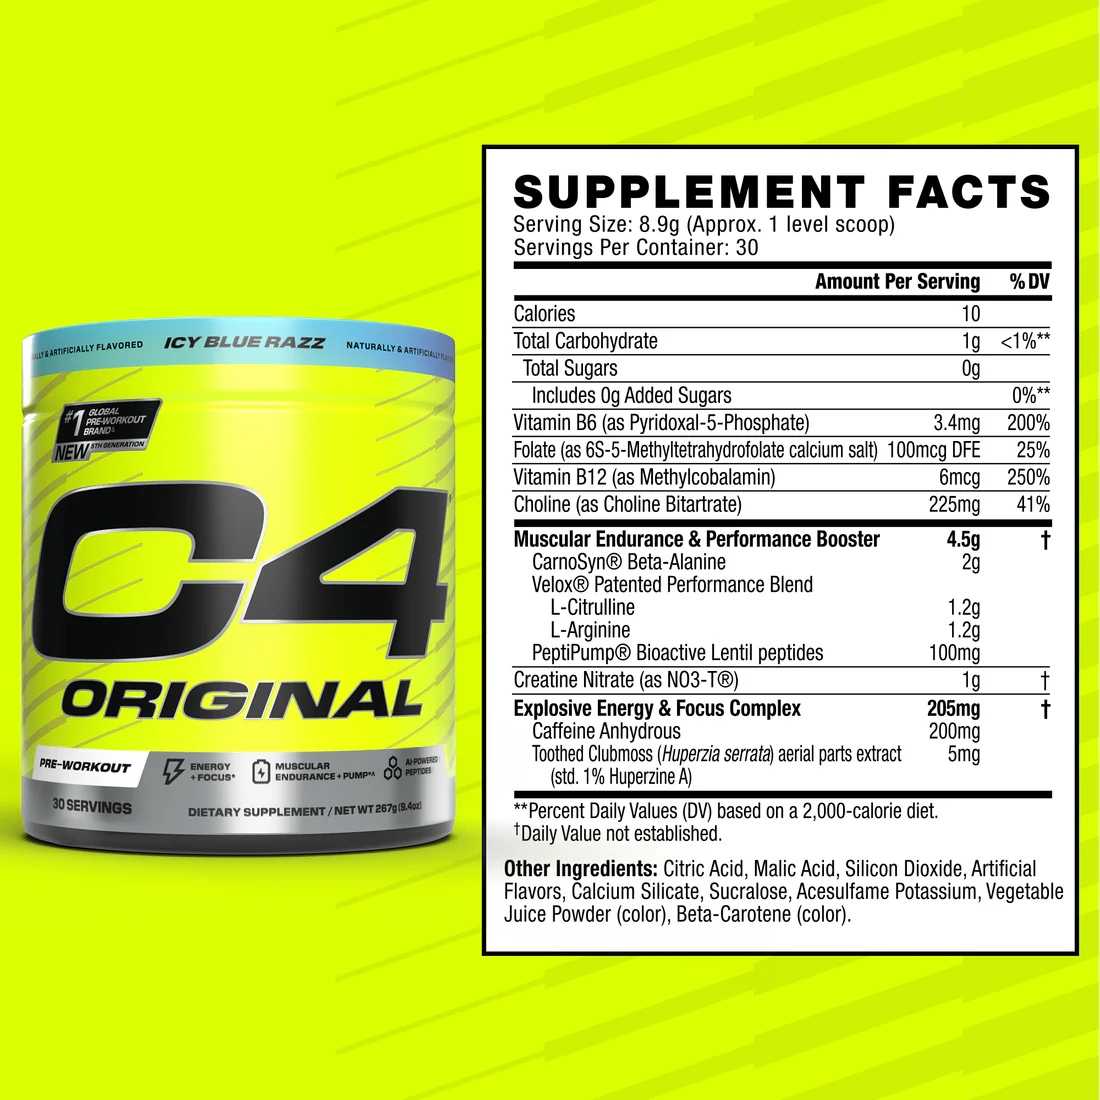 NATURALLY & ARTIFICIALLY FLAVORED ICY BLUE RAZZ NATURALLY & ARTIFICIALLY
#1 GLOBAL
PRE-WORKOUT
BRAND
NEW 5TH GENERATION
C4
ORIGINAL
PRE-WORKOUT
ENERGY
+ FOCUS*
MUSCULAR
ENDURANCE + PUMP*^
AI-POWERED
PEPTIDES
30 SERVINGS
DIETARY SUPPLEMENT / NET WT 267g (9.4oz)
SUPPLEMENT FACTS
Serving Size: 8.9g (Approx. 1 level scoop)
Servings Per Container: 30
Amount Per Serving % DV
Calories 10
Total Carbohydrate 1g <1%**
Total Sugars 0g
Includes 0g Added Sugars 0%**
Vitamin B6 (as Pyridoxal-5-Phosphate) 3.4mg 200%
Folate (as 6S-5-Methyltetrahydrofolate calcium salt) 100mcg DFE 25%
Vitamin B12 (as Methylcobalamin) 6mcg 250%
Choline (as Choline Bitartrate) 225mg 41%
Muscular Endurance & Performance Booster 4.5g †
CarnoSyn® Beta-Alanine 2g
Velox® Patented Performance Blend
L-Citrulline 1.2g
L-Arginine 1.2g
PeptiPump® Bioactive Lentil peptides 100mg
Creatine Nitrate (as NO3-T®) 1g †
Explosive Energy & Focus Complex 205mg †
Caffeine Anhydrous 200mg
Toothed Clubmoss (Huperzia serrata) aerial parts extract 5mg
(std. 1% Huperzine A)
**Percent Daily Values (DV) based on a 2,000-calorie diet.
†Daily Value not established.
Other Ingredients: Citric Acid, Malic Acid, Silicon Dioxide, Artificial
Flavors, Calcium Silicate, Sucralose, Acesulfame Potassium, Vegetable
Juice Powder (color), Beta-Carotene (color).